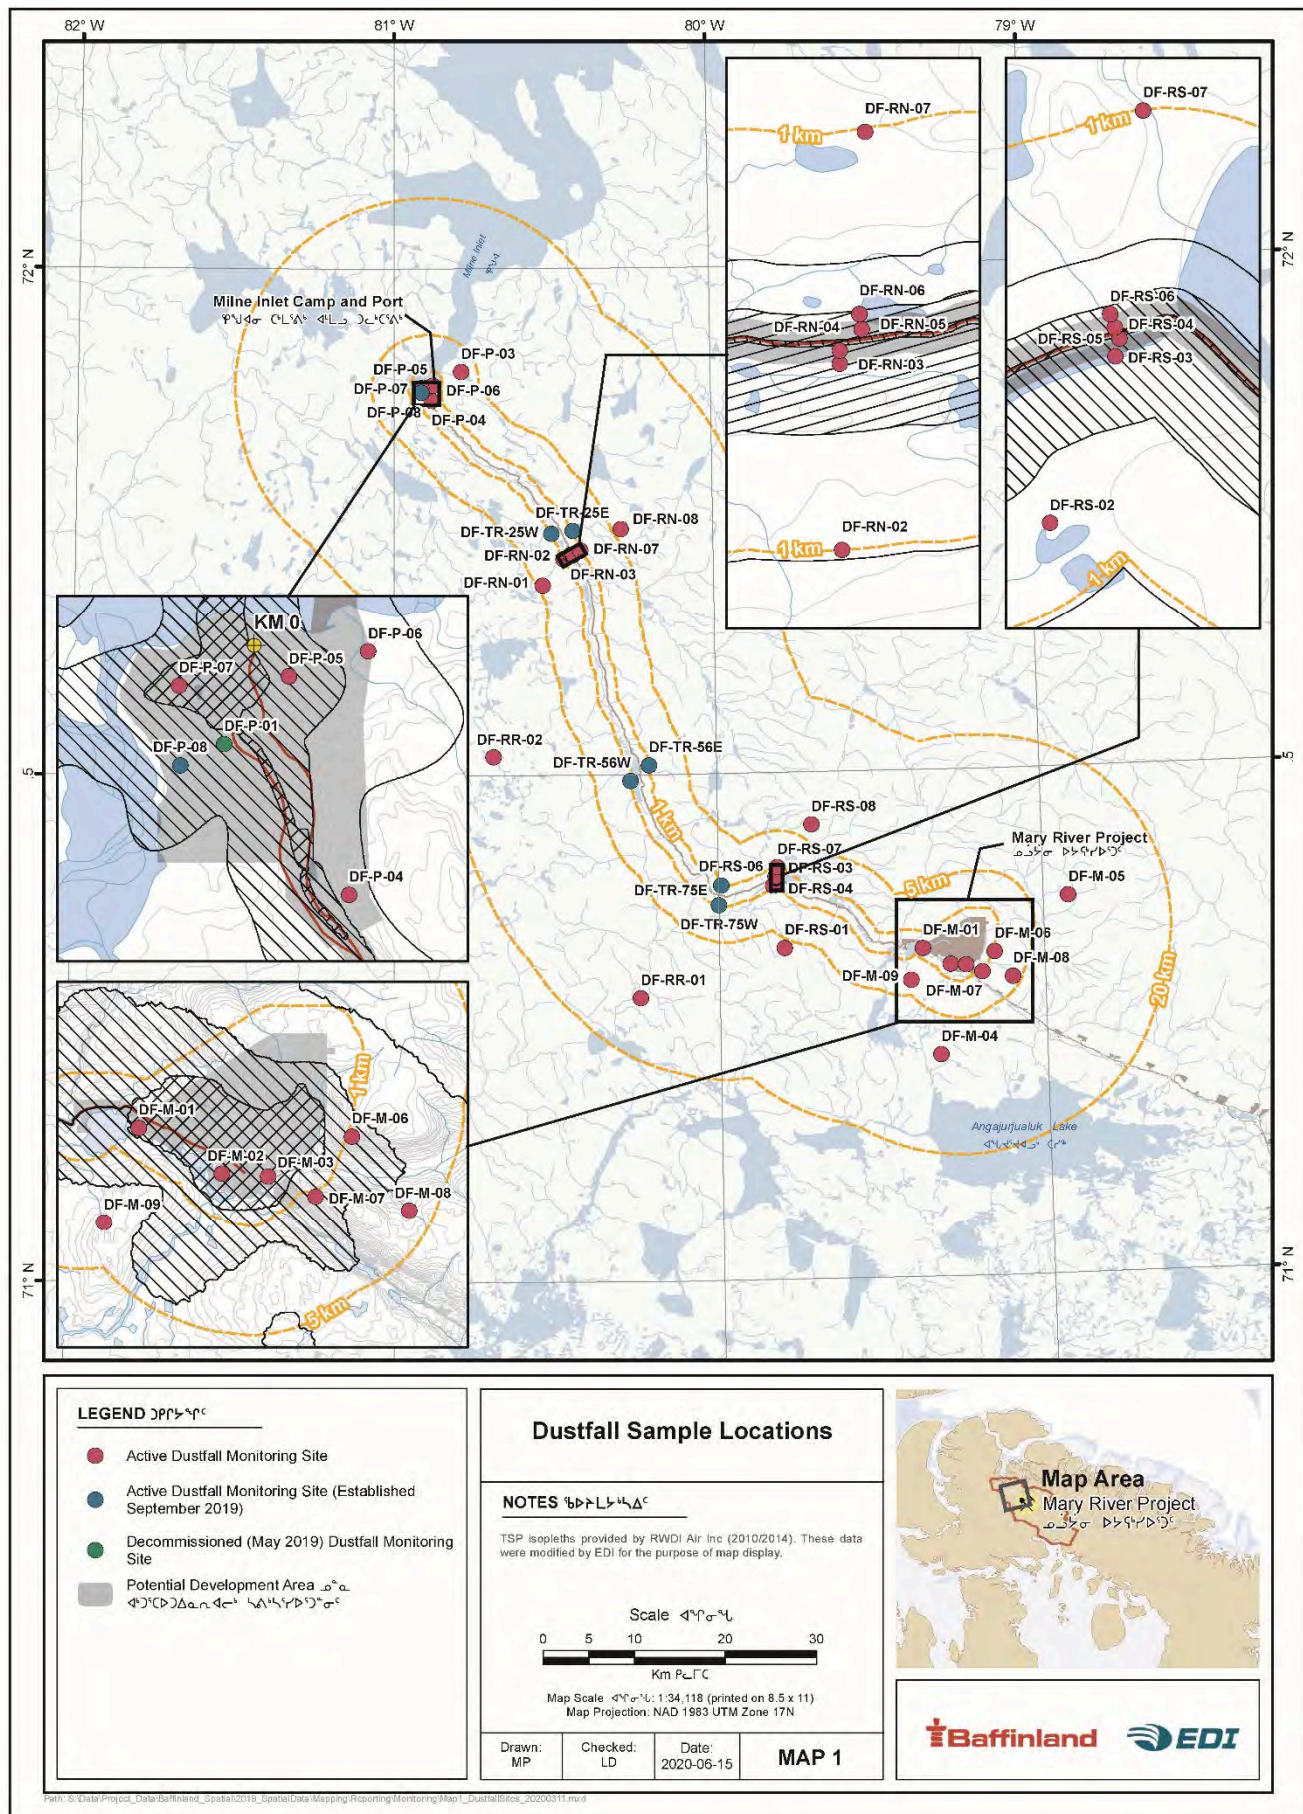 82° W
81° W
80° W
79° W
72° N
72° N
.5
.5
71° N
71° N
Milne Inlet
Milne Inlet Camp and Port
DF-P-03
DF-P-05
DF-P-07
DF-P-06
DF-P-08
DF-P-04
DF-TR-25E
DF-TR-25W
DF-RN-08
DF-RN-02
DF-RN-07
DF-RN-03
DF-RN-01
DF-RR-02
DF-TR-56E
DF-TR-56W
1 km
DF-RS-08
DF-RS-07
DF-RS-06
DF-RS-03
DF-TR-75E
DF-RS-04
DF-TR-75W
DF-RS-01
DF-RR-01
Mary River Project
5 km
DF-M-05
DF-M-01
DF-M-06
DF-M-08
DF-M-09
DF-M-07
DF-M-04
20 km
Angajurjualuk Lake
DF-RN-07
1 km
DF-RN-06
DF-RN-04
DF-RN-05
DF-RN-03
DF-RN-02
1 km
DF-RS-07
1 km
DF-RS-06
DF-RS-04
DF-RS-05
DF-RS-03
DF-RS-02
1 km
KM 0
DF-P-06
DF-P-07
DF-P-05
DF-P-01
DF-P-08
DF-P-04
1 km
DF-M-01
DF-M-06
DF-M-02
DF-M-03
DF-M-07
DF-M-08
DF-M-09
5 km
LEGEND
Active Dustfall Monitoring Site
Active Dustfall Monitoring Site (Established
September 2019)
Decommissioned (May 2019) Dustfall Monitoring
Site
Potential Development Area
Dustfall Sample Locations
NOTES
TSP isopleths provided by RWDI Air Inc (2010/2014). These data
were modified by EDI for the purpose of map display.
Scale
0 5 10 20 30
Km
Map Scale : 1:34,118 (printed on 8.5 x 11)
Map Projection: NAD 1983 UTM Zone 17N
Drawn:
MP
Checked:
LD
Date:
2020-06-15
MAP 1
Map Area
Mary River Project
Baffinland
EDI
Path: S:\Data\Project_Data\Baffinland_Spatial\2019_SpatialData\Mapping\Reporting\Monitoring\Map1_DustfallSites_20200311.mxd